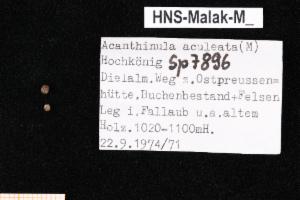 HNS-Malak-M_
Acanthinula aculeata(M)
Hochkönig Sp7896
Dielalm.Weg z.Ostpreussen=
hütte,Buchenbestand+Felsen
Leg i.Fallaub u.a.altem
Holz.1020-1100mH.
22.9.1974/71